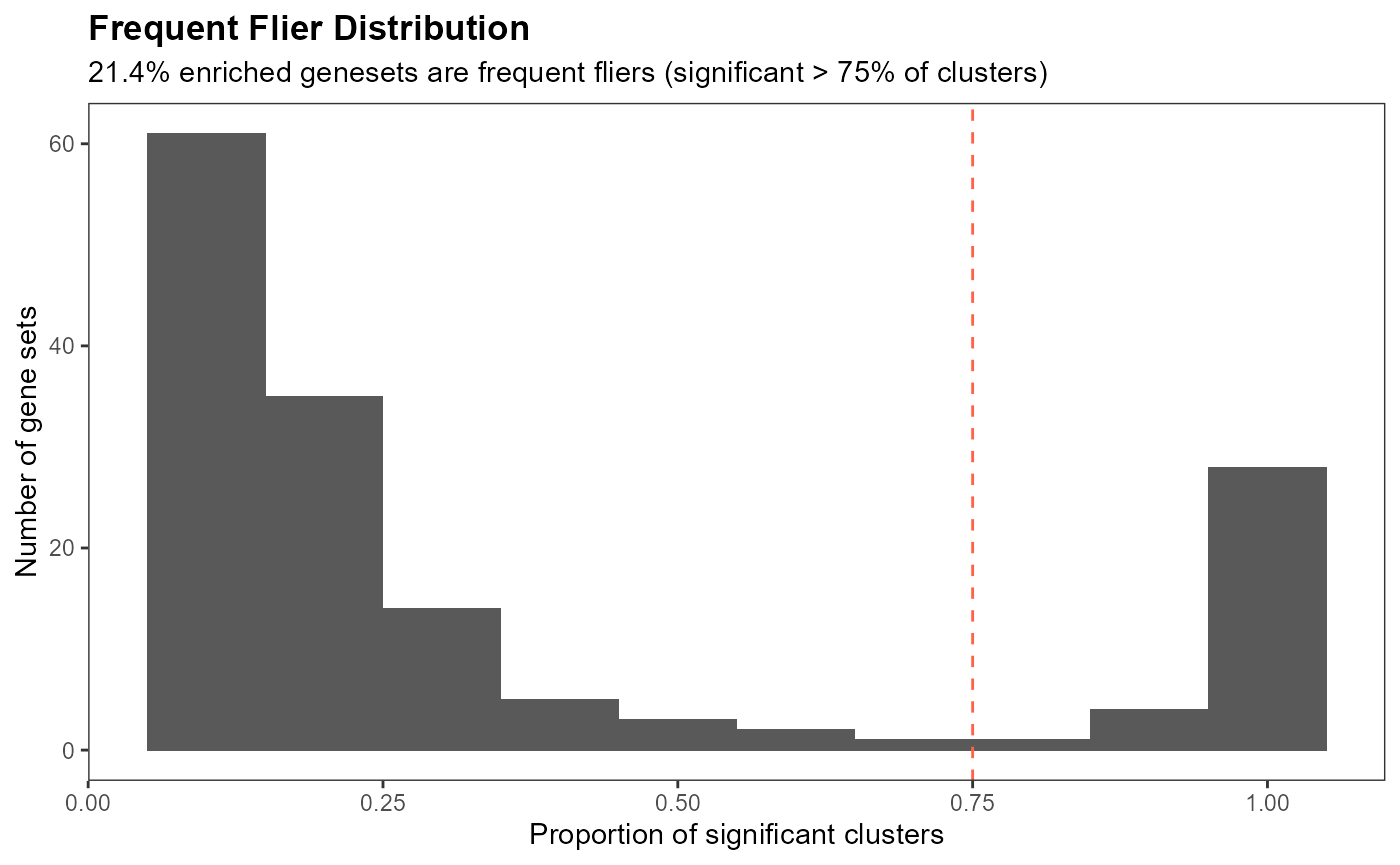 Frequent Flier Distribution
21.4% enriched genesets are frequent fliers (significant > 75% of clusters)
Number of gene sets
60
40
20
0
0.00 0.25 0.50 0.75 1.00
Proportion of significant clusters